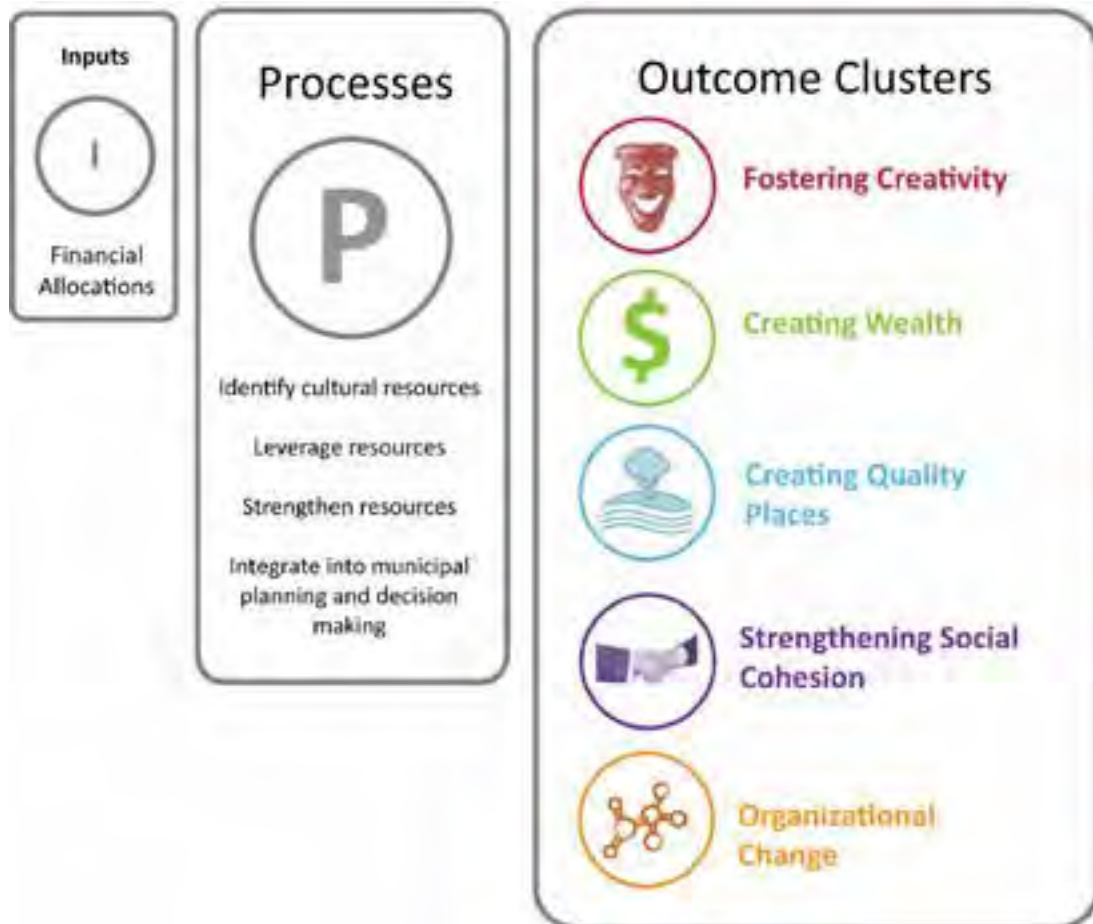 Inputs
I
Financial
Allocations
Processes
P
Identify cultural resources
Leverage resources
Strengthen resources
Integrate into municipal
planning and decision
making
Outcome Clusters
Fostering Creativity
$
Creating Wealth
Creating Quality
Places
Strengthening Social
Cohesion
Organizational
Change